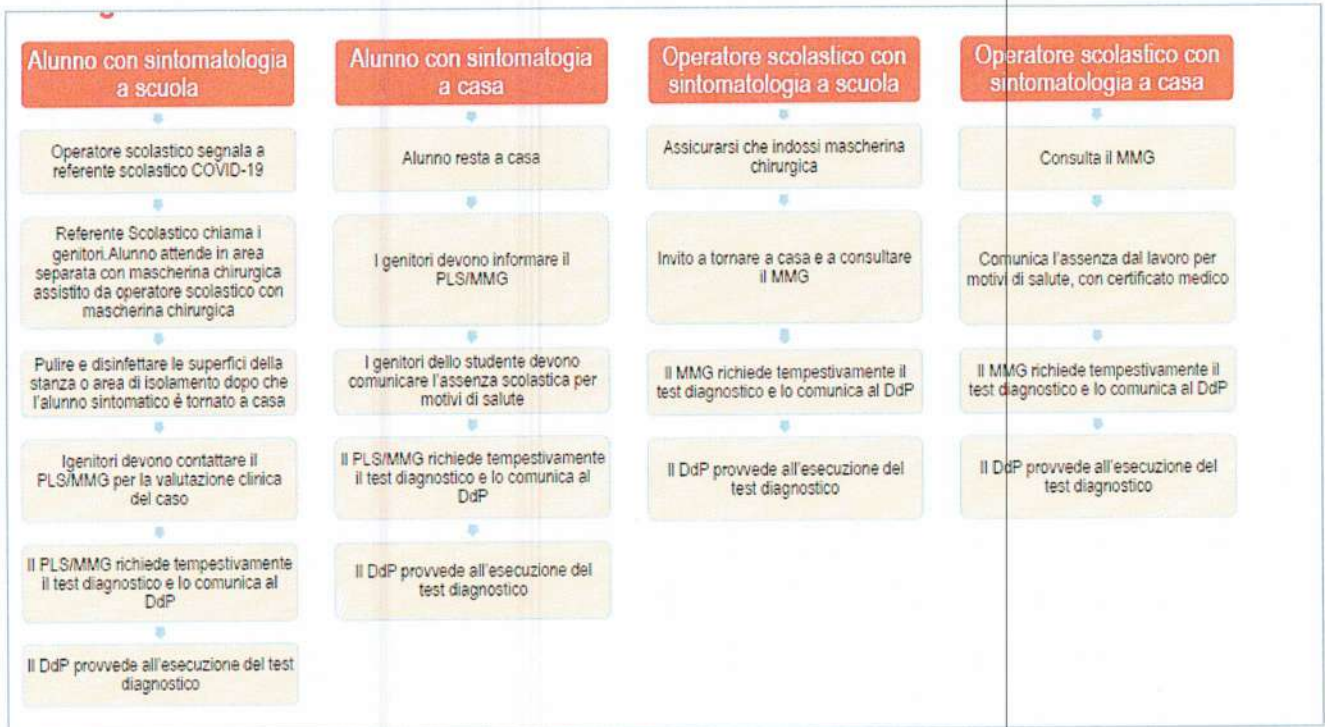 Alunno con sintomatologia
a scuola
Operatore scolastico segnala a
referente scolastico COVID-19
Referente Scolastico chiama i
genitori.Alunno attende in area
separata con mascherina chirurgica
assistito da operatore scolastico con
mascherina chirurgica
Pulire e disinfettare le superfici della
stanza o area di isolamento dopo che
l'alunno sintomatico é tornato a casa
Igenitori devono contattare il
PLS/MMG per la valutazione clinica
del caso
Il PLS/MMG richiede tempestivamente
il test diagnostico e lo comunica al
DdP
Il DdP provvede all'esecuzione del test
diagnostico
Alunno con sintomatogia
a casa
Alunno resta a casa
I genitori devono informare il
PLS/MMG
I genitori dello studente devono
comunicare l'assenza scolastica per
motivi di salute
Il PLS/MMG richiede tempestivamente
il test diagnostico e lo comunica al
DdP
Il DdP provvede all'esecuzione del
test diagnostico
Operatore scolastico con
sintomatologia a scuola
Assicurarsi che indossi mascherina
chirurgica
Invito a tornare a casa e a consultare
il MMG
Il MMG richiede tempestivamente il
test diagnostico e lo comunica al DdP
Il DdP provvede all'esecuzione del
test diagnostico
Operatore scolastico con
sintomatologia a casa
Consulta il MMG
Comunica l'assenza dal lavoro per
motivi di salute, con certificato medico
Il MMG richiede tempestivamente il
test diagnostico e lo comunica al DdP
Il DdP provvede all'esecuzione del
test diagnostico